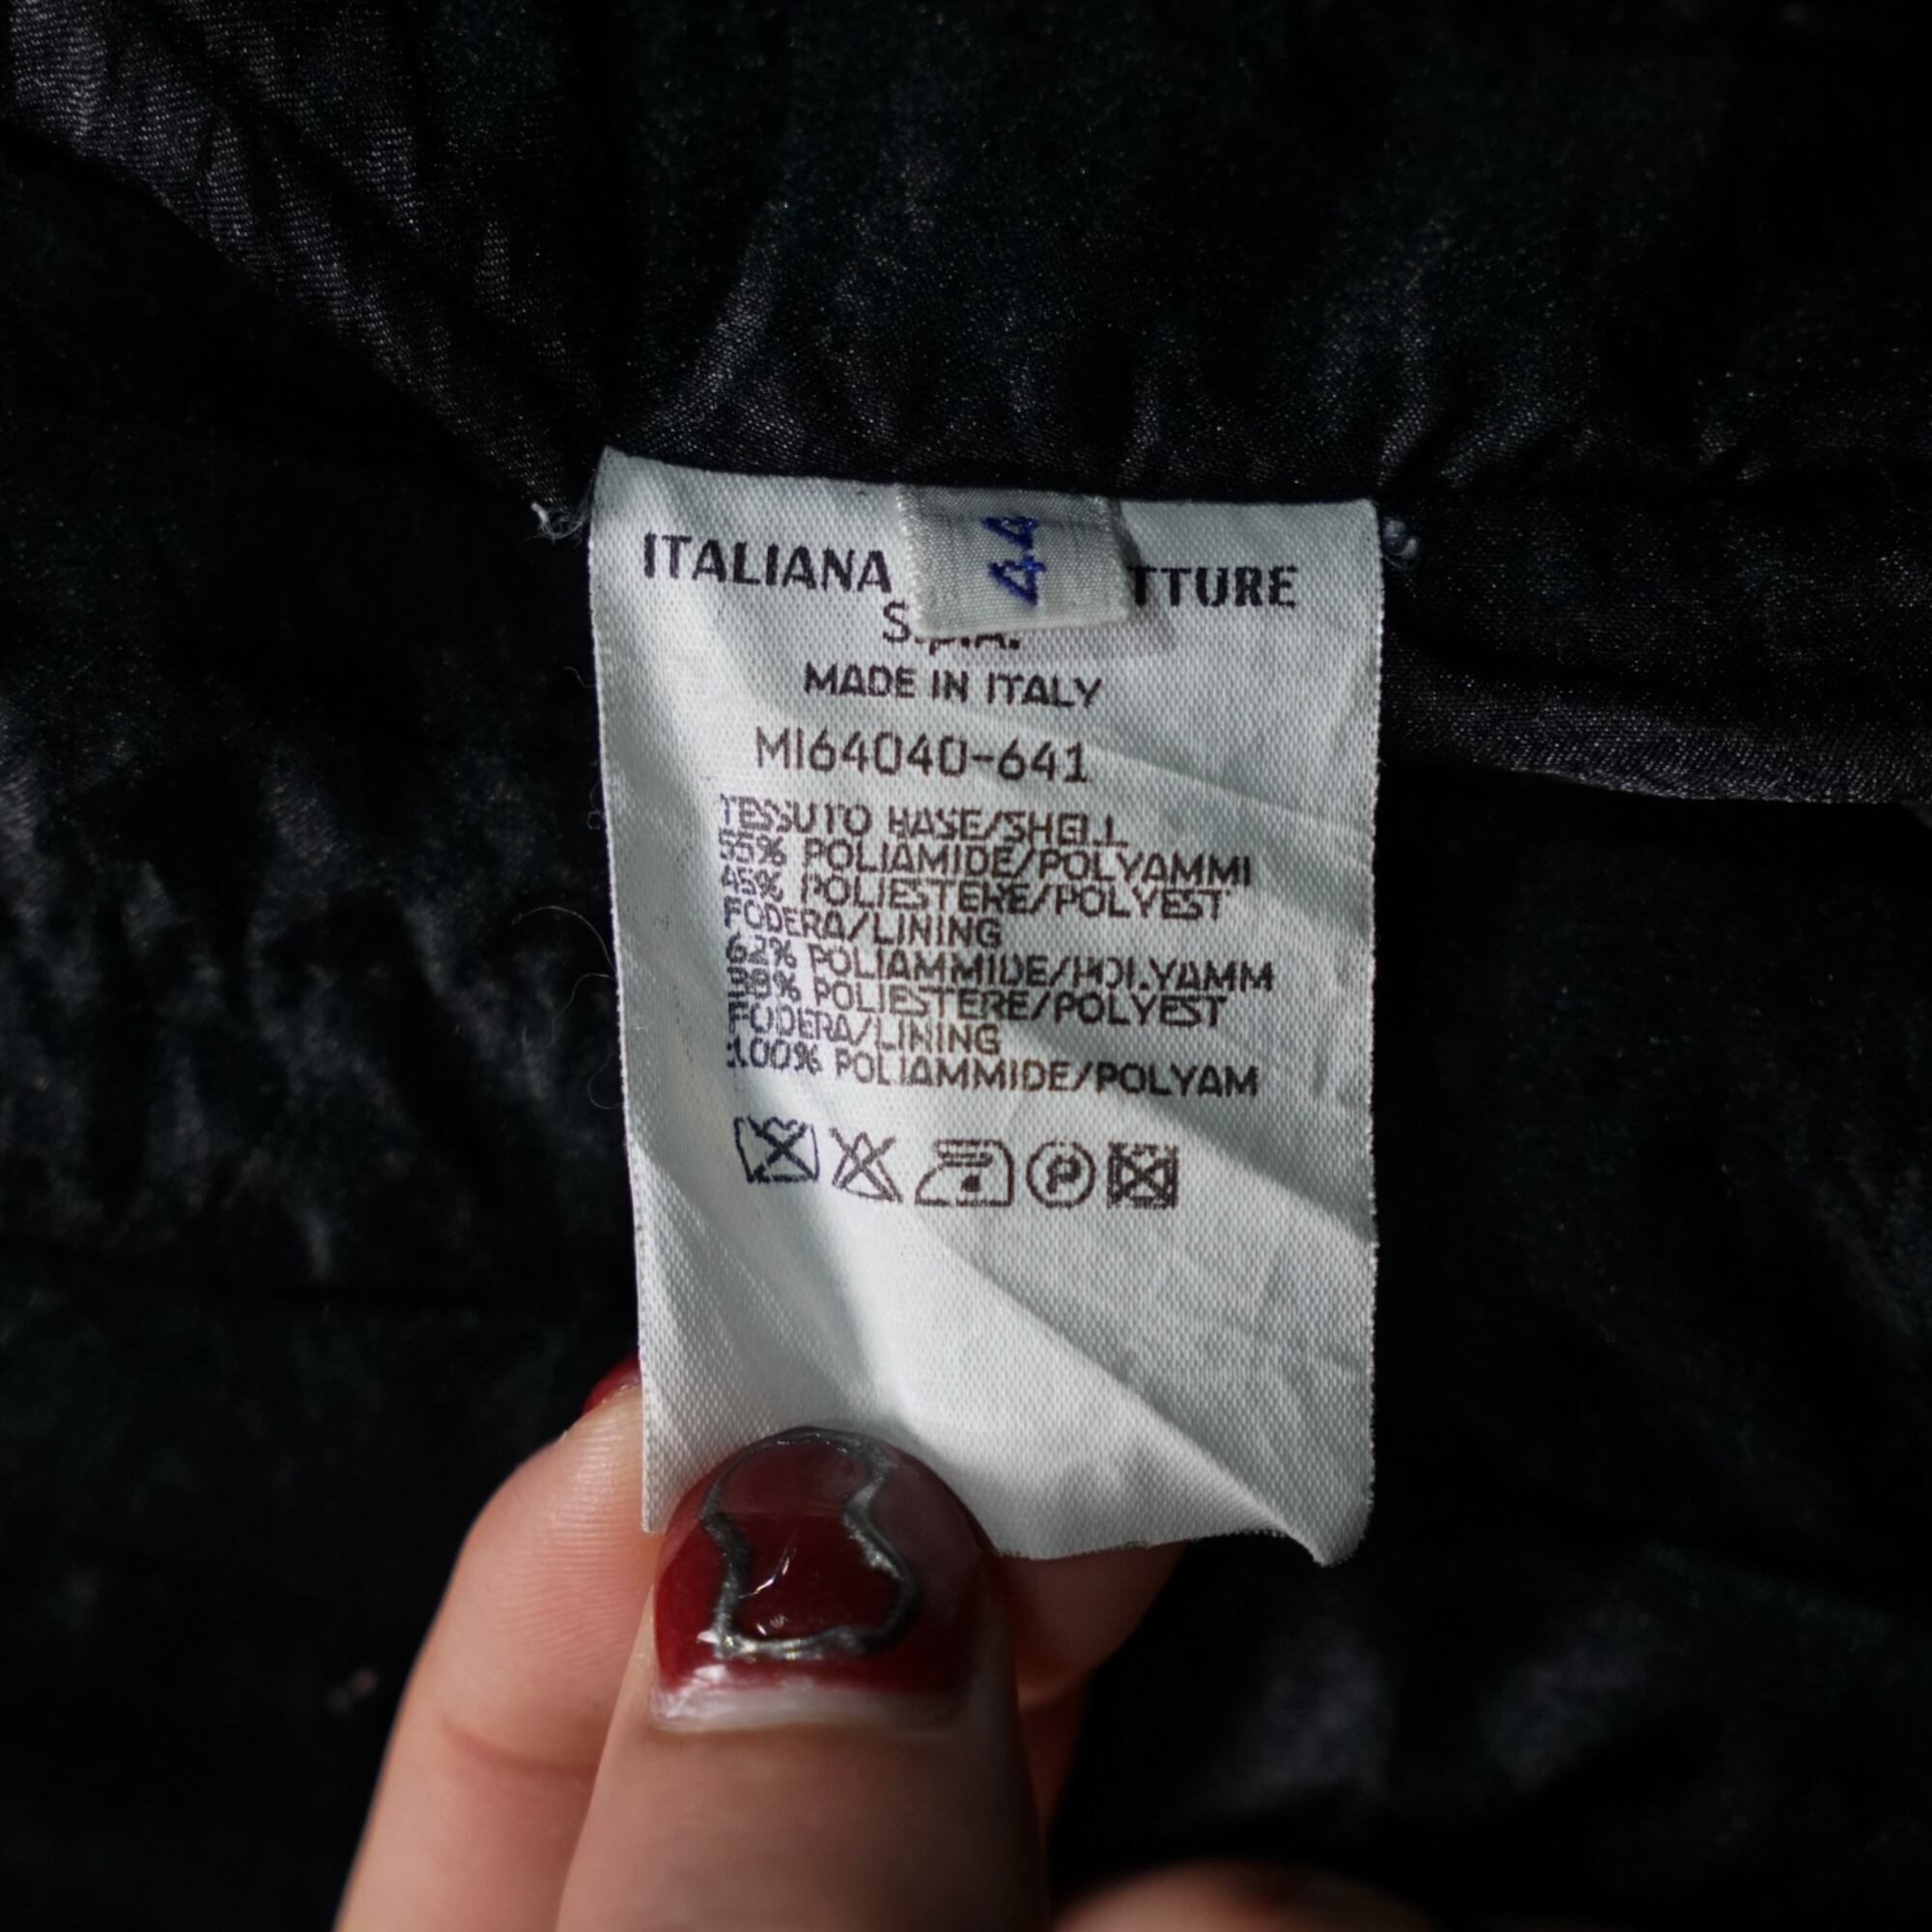 44
ITALIANA TTURE
S.p.A.
MADE IN ITALY
MI64040-641
TESSUTO BASE/SHELL
55% POLIAMIDE/POLYAMMI
45% POLIESTERE/POLYEST
FODERA/LINING
62% POLIAMMIDE/POLYAMM
38% POLIESTERE/POLYEST
FODERA/LINING
100% POLIAMMIDE/POLYAM
P